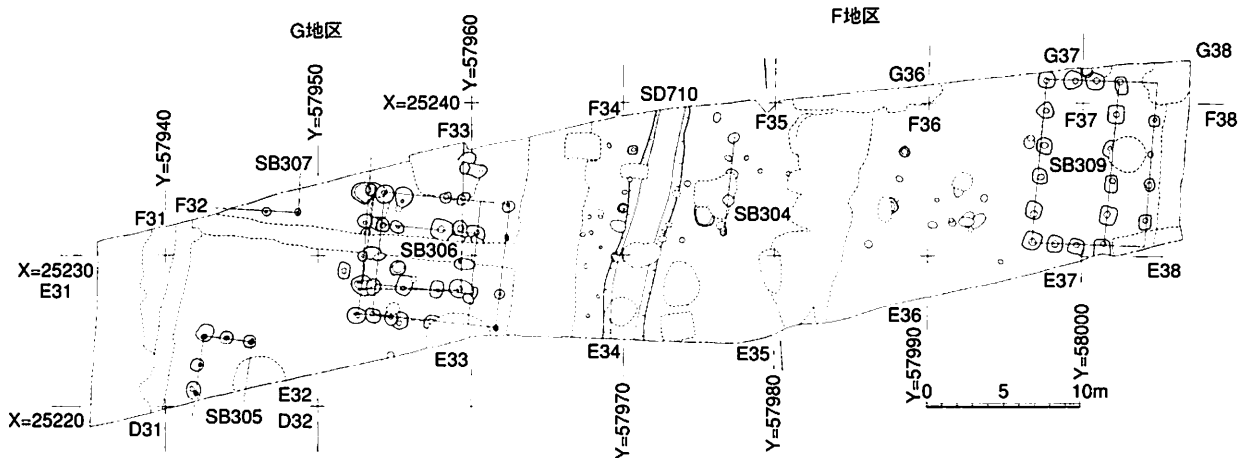 G地区
F地区
Y=57940
Y=57950
Y=57960
X=25240
G36
G37
G38
F31
F32
F33
F34
F35
F36
F37
F38
SB307
SD710
SB304
SB306
SB309
X=25230
E31
E33
E34
E35
E36
E37
E38
SB305
E32
X=25220
D31
D32
Y=57970
Y=57980
Y=57990
Y=58000
0 5 10m